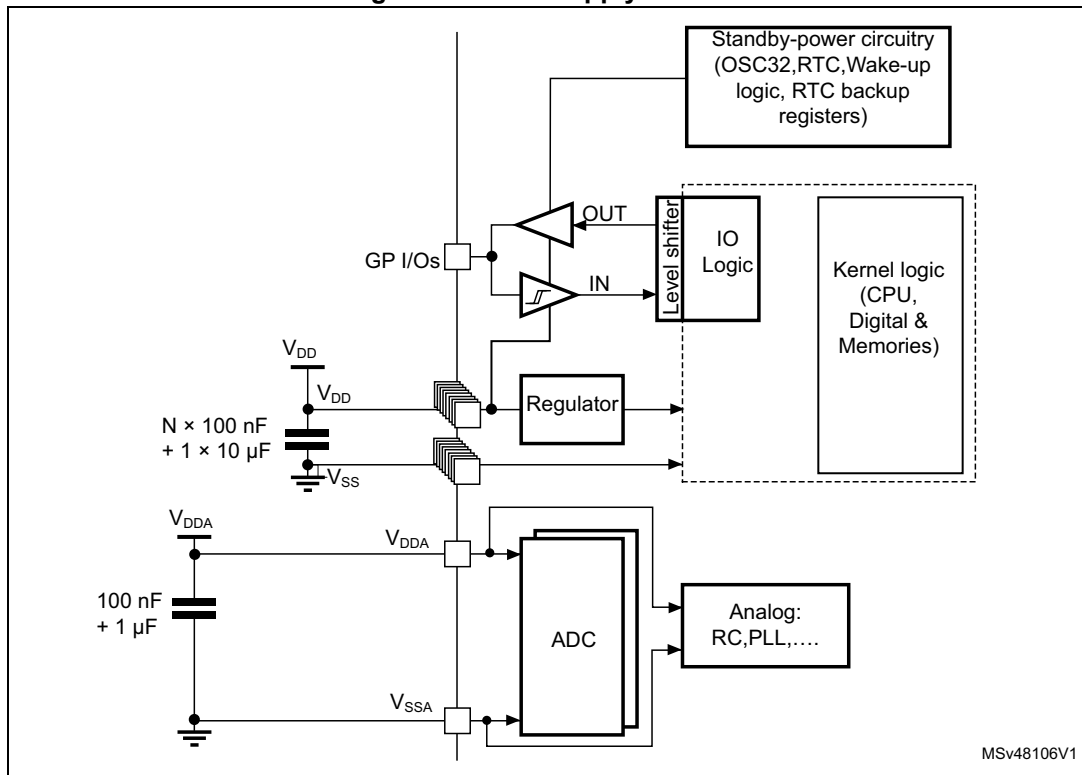 Standby-power circuitry
(OSC32,RTC,Wake-up
logic, RTC backup
registers)
OUT
GP I/Os
IN
Level shifter
IO
Logic
Kernel logic
(CPU,
Digital &
Memories)
VDD
VDD
N × 100 nF
+ 1 × 10 µF
Regulator
VSS
VDDA
VDDA
100 nF
+ 1 µF
ADC
Analog:
RC,PLL,….
VSSA
MSv48106V1